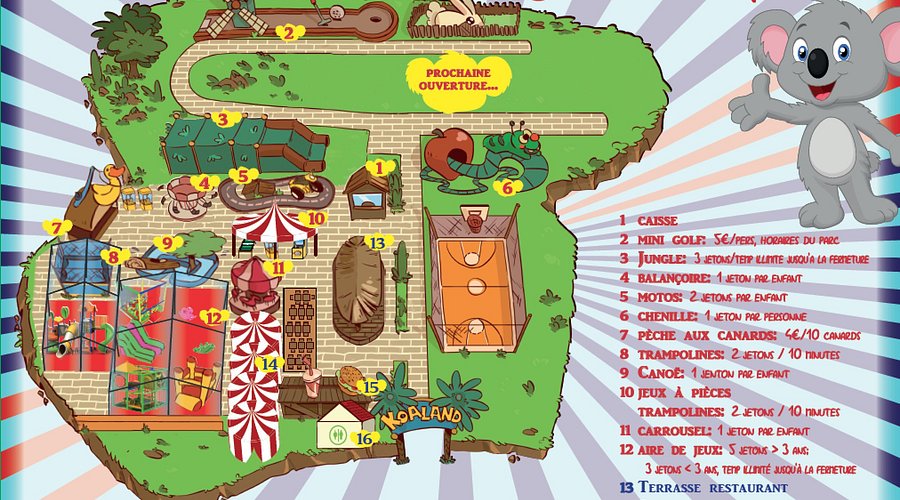 2
PROCHAINE
OUVERTURE...
3
1
4
5
6
7
10
8
9
13
11
12
14
15
KOALAND
16
1 CAISSE
2 MINI GOLF: 5€/PERS, HORAIRES DU PARC
3 JUNGLE: 3 JETONS/TEMP ILLINITÉ JUSQU'À LA FERMETURE
4 BALANÇOIRE: 1 JETON PAR ENFANT
5 MOTOS: 2 JETONS PAR ENFANT
6 CHENILLE: 1 JETON PAR PERSONNE
7 PÈCHE AUX CANARDS: 4€/10 CANARDS
8 TRAMPOLINES: 2 JETONS / 10 MINUTES
9 CANOË: 1 JENTON PAR ENFANT
10 JEUX À PIÈCES
TRAMPOLINES: 2 JETONS / 10 MINUTES
11 CARROUSEL: 1 JETON PAR ENFANT
12 AIRE DE JEUX: 5 JETONS > 3 ANS;
3 JETONS < 3 ANS, TEMP ILLINITÉ JUSQU'À LA FERMETURE
13 TERRASSE RESTAURANT